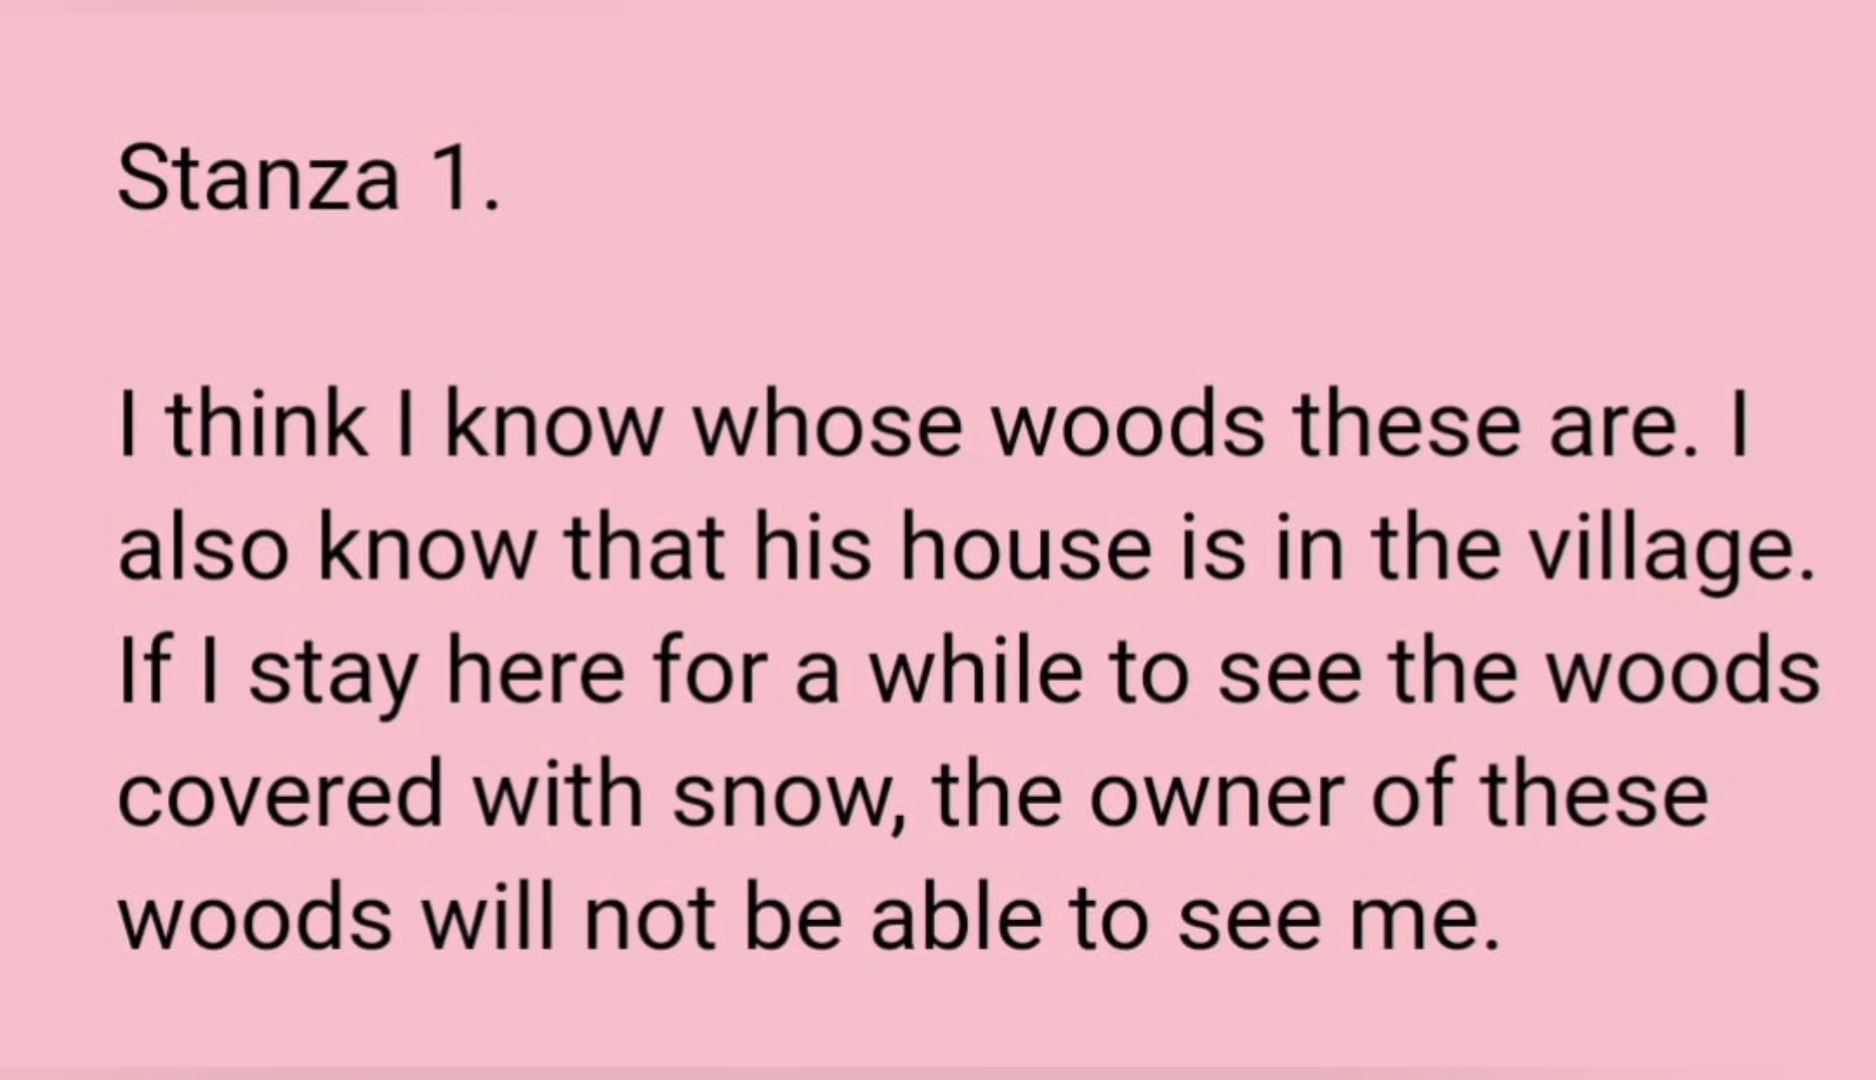 Stanza 1.
I think I know whose woods these are. I
also know that his house is in the village.
If I stay here for a while to see the woods
covered with snow, the owner of these
woods will not be able to see me.